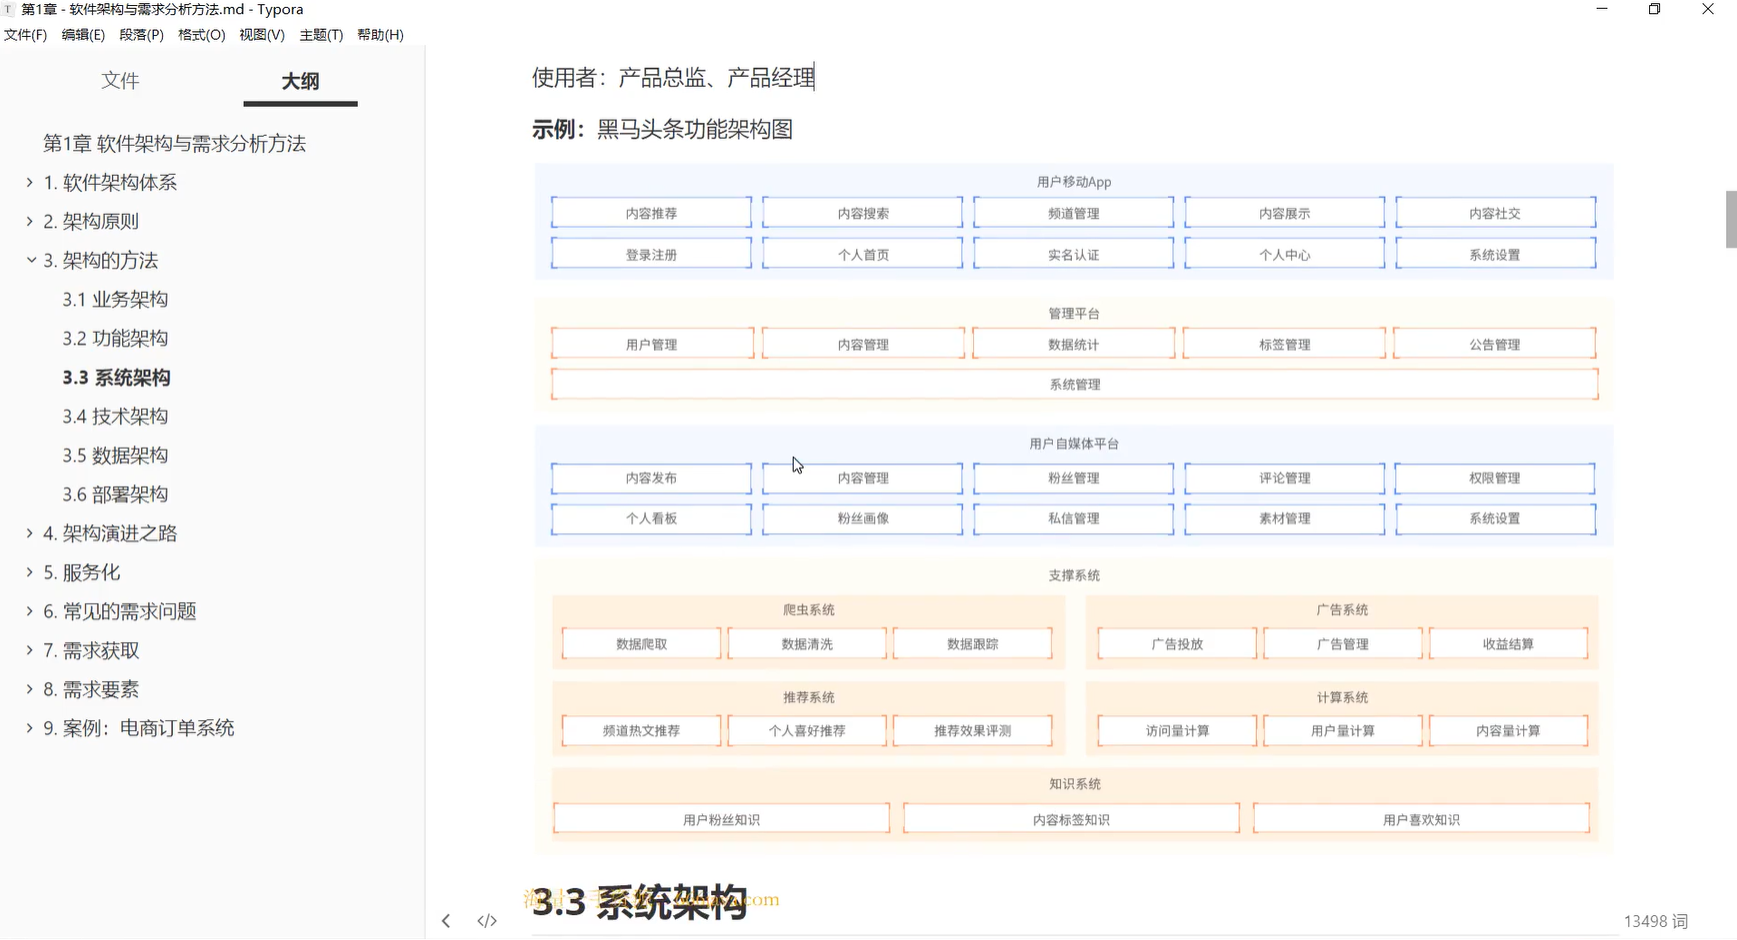 第1章 - 软件架构与需求分析方法.md - Typora
文件(F) 编辑(E) 段落(P) 格式(O) 视图(V) 主题(T) 帮助(H)
文件 大纲
第1章 软件架构与需求分析方法
1. 软件架构体系
2. 架构原则
3. 架构的方法
3.1 业务架构
3.2 功能架构
3.3 系统架构
3.4 技术架构
3.5 数据架构
3.6 部署架构
4. 架构演进之路
5. 服务化
6. 常见的需求问题
7. 需求获取
8. 需求要素
9. 案例：电商订单系统
使用者：产品总监、产品经理
示例：黑马头条功能架构图
用户移动App
内容推荐 内容搜索 频道管理 内容展示 内容社交
登录注册 个人首页 实名认证 个人中心 系统设置
管理平台
用户管理 内容管理 数据统计 标签管理 公告管理
系统管理
用户自媒体平台
内容发布 内容管理 粉丝管理 评论管理 权限管理
个人看板 粉丝画像 私信管理 素材管理 系统设置
支撑系统
爬虫系统 广告系统
数据爬取 数据清洗 数据跟踪 广告投放 广告管理 收益结算
推荐系统 计算系统
频道热文推荐 个人喜好推荐 推荐效果评测 访问量计算 用户量计算 内容量计算
知识系统
用户粉丝知识 内容标签知识 用户喜欢知识
3.3 系统架构
</> 13498 词